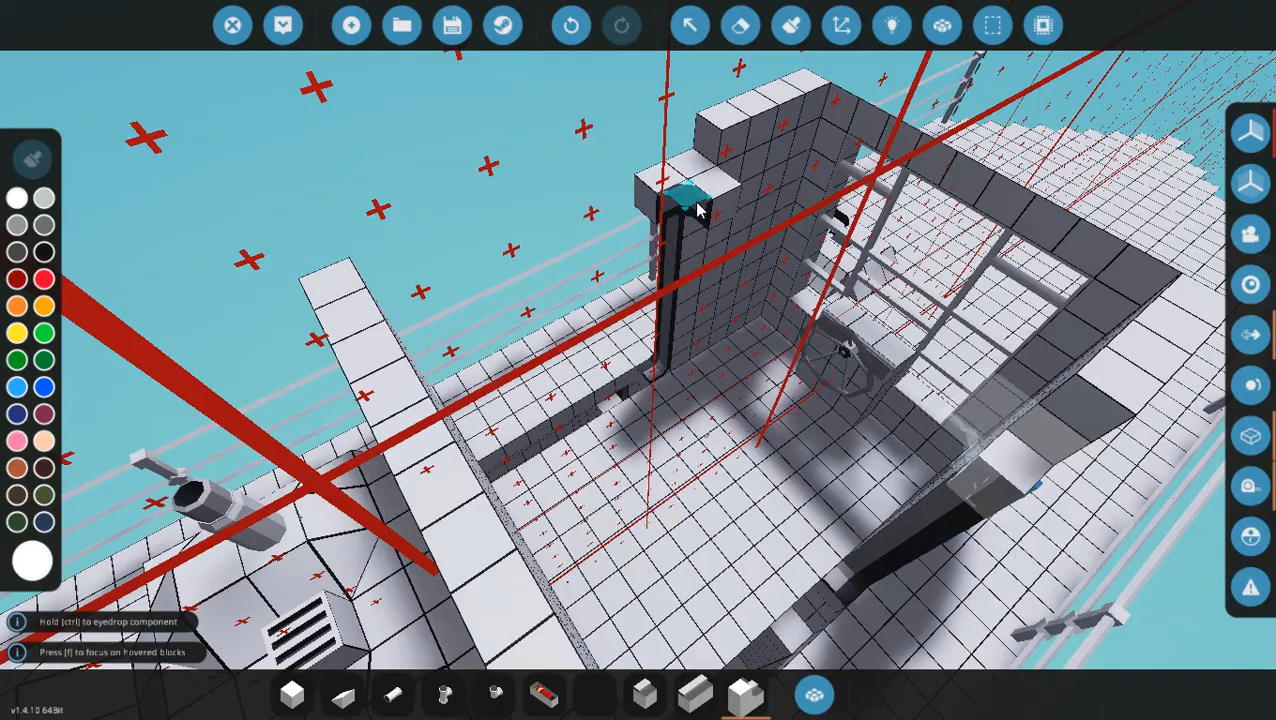 Hold [ctrl] to eyedrop component
Press [f] to focus on hovered blocks
v1.4.10 64Bit